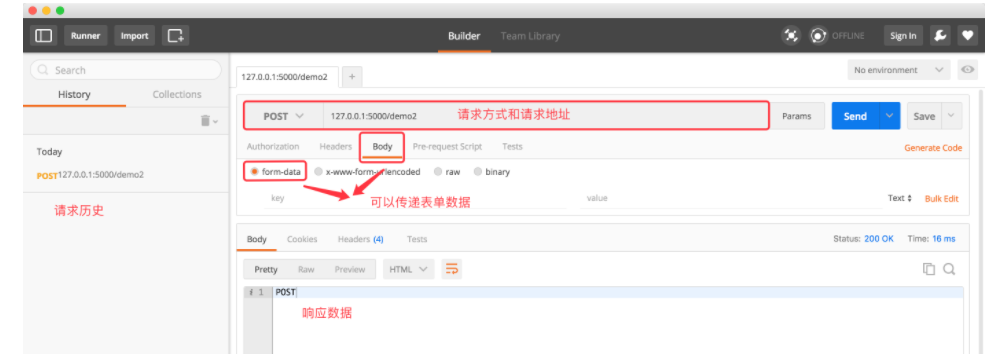 Runner Import Builder Team Library OFFLINE Sign In
Search 127.0.0.1:5000/demo2 + No environment
History Collections
POST 127.0.0.1:5000/demo2 请求方式和请求地址 Params Send Save
Today Authorization Headers Body Pre-request Script Tests Generate Code
POST 127.0.0.1:5000/demo2 form-data x-www-form-urlencoded raw binary
key 可以传递表单数据 value Text Bulk Edit
请求历史
Body Cookies Headers (4) Tests Status: 200 OK Time: 16 ms
Pretty Raw Preview HTML
i 1 POST
响应数据